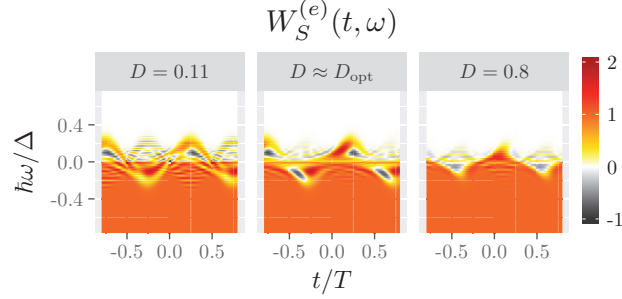 W_S^{(e)}(t, ω)
D = 0.11 D ≈ D_opt D = 0.8
ħω/Δ
0.4
0.0
-0.4
-0.5 0.0 0.5 -0.5 0.0 0.5 -0.5 0.0 0.5
t/T
2
1
0
-1